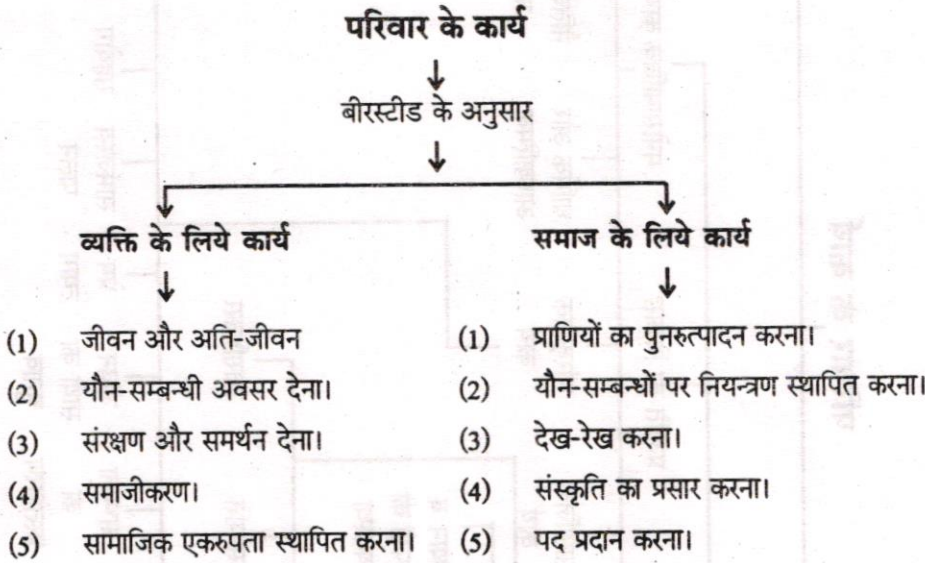 परिवार के कार्य
बीरस्टीड के अनुसार
व्यक्ति के लिये कार्य
समाज के लिये कार्य
(1) जीवन और अति-जीवन
(2) यौन-सम्बन्धी अवसर देना।
(3) संरक्षण और समर्थन देना।
(4) समाजीकरण।
(5) सामाजिक एकरुपता स्थापित करना।
(1) प्राणियों का पुनरुत्पादन करना।
(2) यौन-सम्बन्धों पर नियन्त्रण स्थापित करना।
(3) देख-रेख करना।
(4) संस्कृति का प्रसार करना।
(5) पद प्रदान करना।